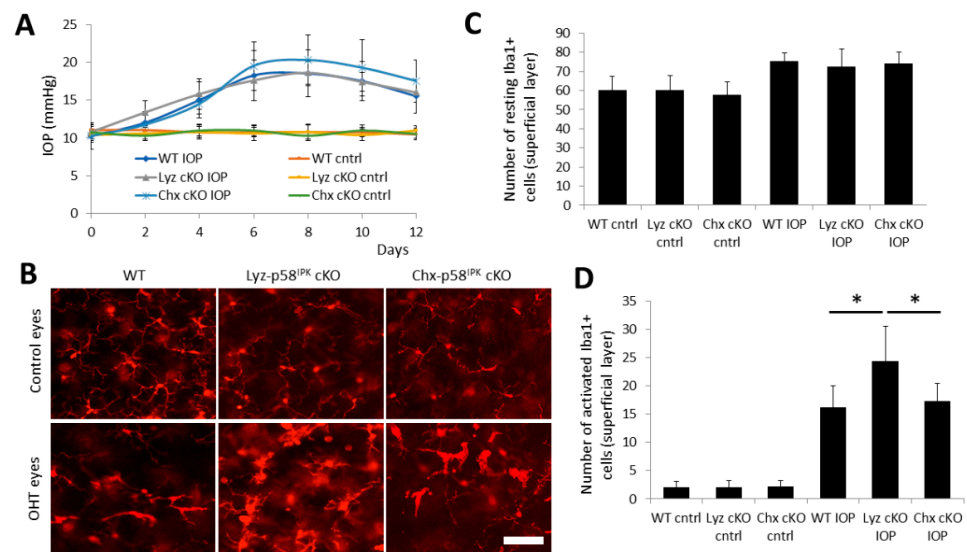 A
IOP (mmHg)
25
20
15
10
5
0
0 2 4 6 8 10 12
Days
WT IOP
WT cntrl
Lyz cKO IOP
Lyz cKO cntrl
Chx cKO IOP
Chx cKO cntrl
B
WT
Lyz-p58ᴵᴾᴷ cKO
Chx-p58ᴵᴾᴷ cKO
Control eyes
OHT eyes
C
Number of resting Iba1+
cells (superficial layer)
90
80
70
60
50
40
30
20
10
0
WT cntrl
Lyz cKO
cntrl
Chx cKO
cntrl
WT IOP
Lyz cKO
IOP
Chx cKO
IOP
D
Number of activated Iba1+
cells (superficial layer)
35
30
25
20
15
10
5
0
* *
WT cntrl
Lyz cKO
cntrl
Chx cKO
cntrl
WT IOP
Lyz cKO
IOP
Chx cKO
IOP